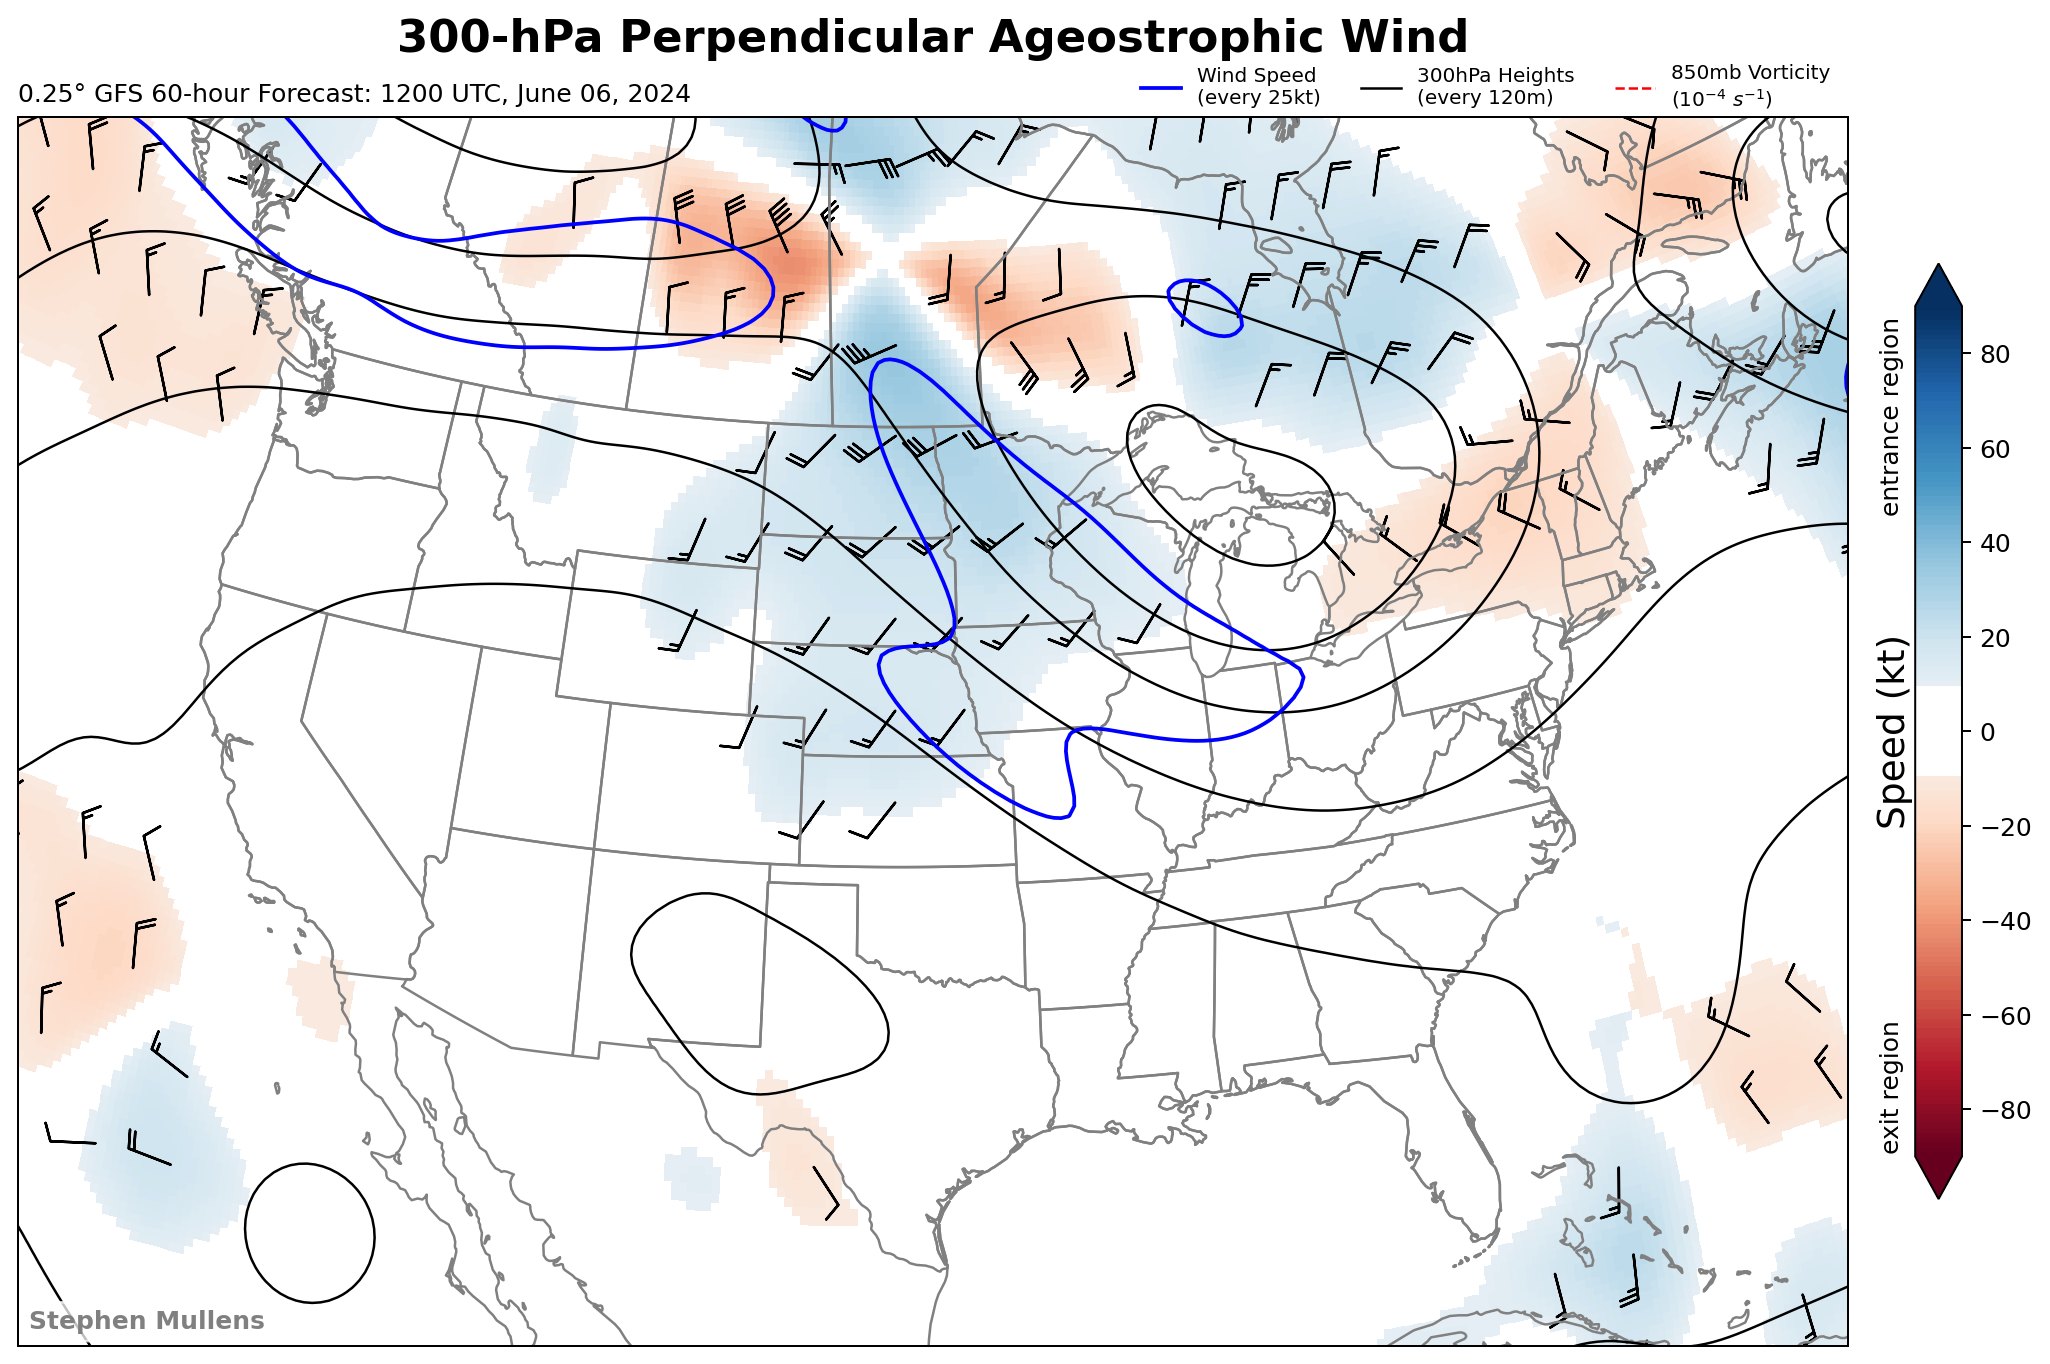 300-hPa Perpendicular Ageostrophic Wind
0.25° GFS 60-hour Forecast: 1200 UTC, June 06, 2024
Wind Speed
(every 25kt)
300hPa Heights
(every 120m)
850mb Vorticity
(10⁻⁴ s⁻¹)
entrance region
Speed (kt)
exit region
80
60
40
20
0
−20
−40
−60
−80
Stephen Mullens